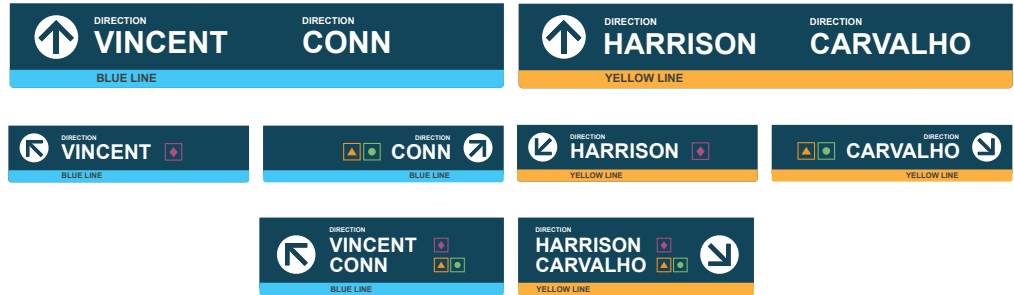 DIRECTION
VINCENT
DIRECTION
CONN
BLUE LINE
DIRECTION
HARRISON
DIRECTION
CARVALHO
YELLOW LINE
DIRECTION
VINCENT
BLUE LINE
DIRECTION
CONN
BLUE LINE
DIRECTION
HARRISON
YELLOW LINE
DIRECTION
CARVALHO
YELLOW LINE
DIRECTION
VINCENT
CONN
BLUE LINE
DIRECTION
HARRISON
CARVALHO
YELLOW LINE